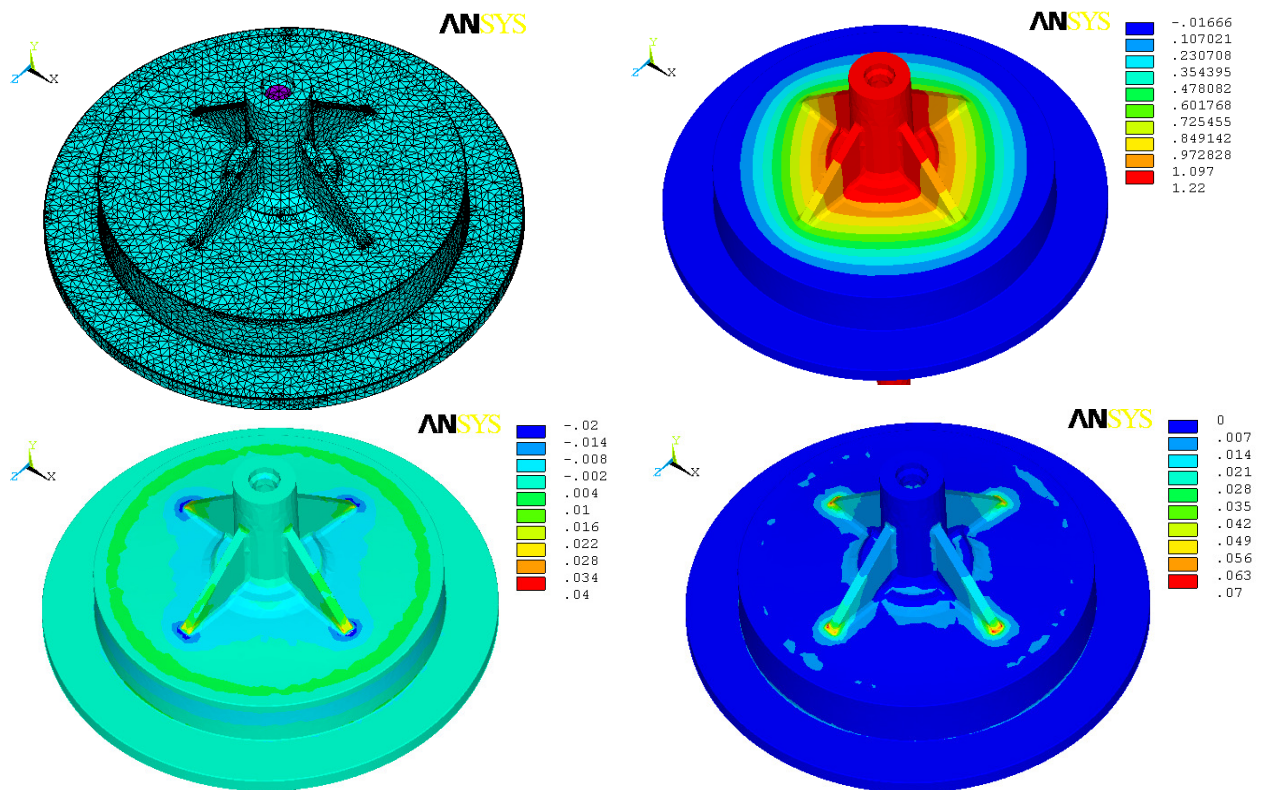 ANSYS
Y
Z X
ANSYS
Y
Z X
-.01666
.107021
.230708
.354395
.478082
.601768
.725455
.849142
.972828
1.097
1.22
ANSYS
Y
Z X
-.02
-.014
-.008
-.002
.004
.01
.016
.022
.028
.034
.04
ANSYS
Y
Z X
0
.007
.014
.021
.028
.035
.042
.049
.056
.063
.07